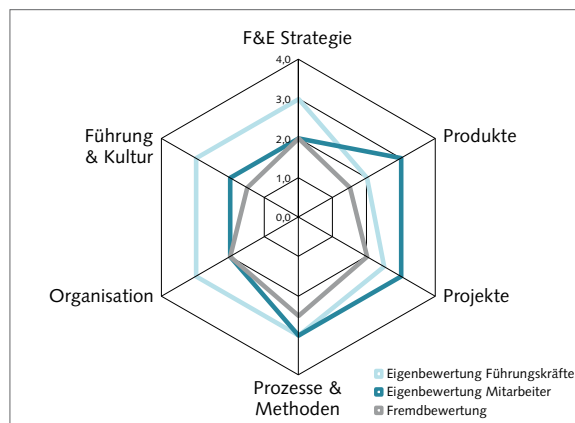 F&E Strategie
4,0
3,0
2,0
1,0
0,0
Führung
& Kultur
Produkte
Organisation
Projekte
Prozesse &
Methoden
Eigenbewertung Führungskräfte
Eigenbewertung Mitarbeiter
Fremdbewertung